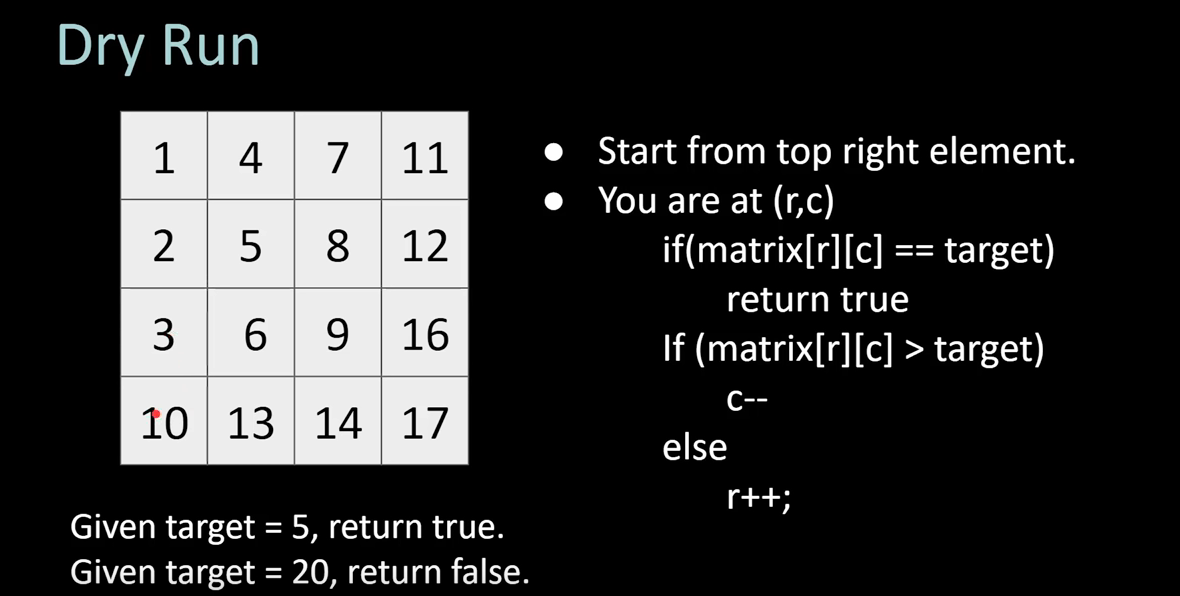 Dry Run
1 4 7 11
2 5 8 12
3 6 9 16
10 13 14 17
Given target = 5, return true.
Given target = 20, return false.
● Start from top right element.
● You are at (r,c)
if(matrix[r][c] == target)
return true
If (matrix[r][c] > target)
c--
else
r++;